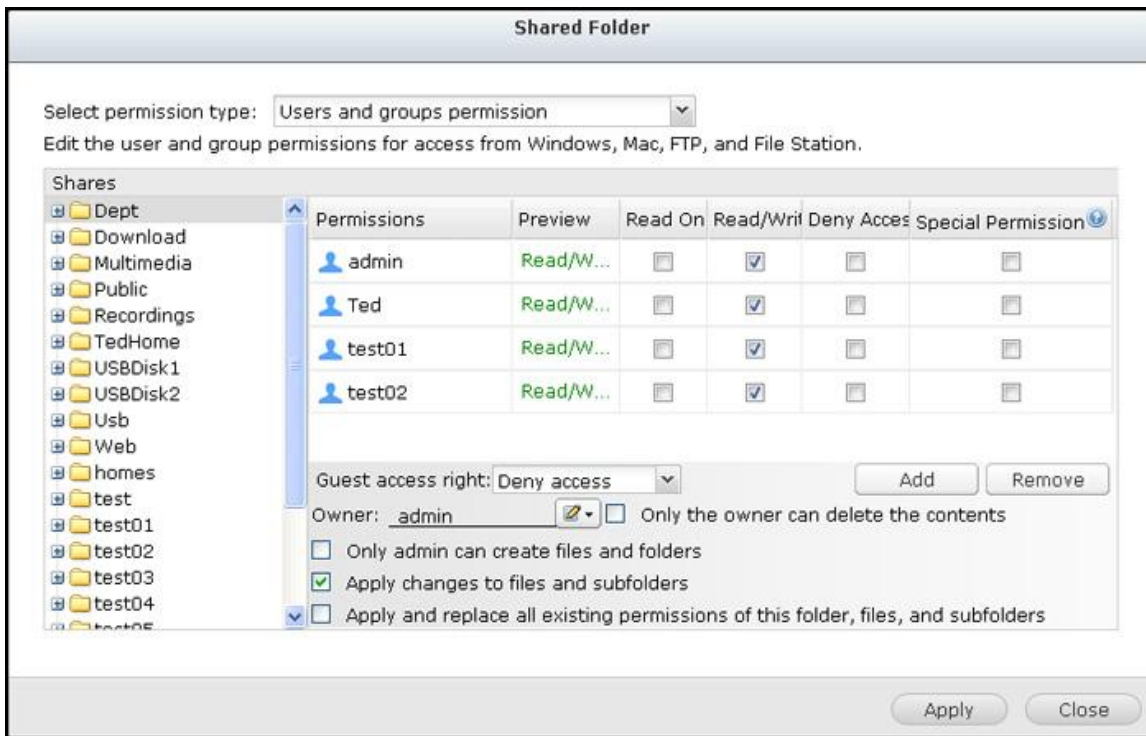 Shared Folder
Select permission type: Users and groups permission
Edit the user and group permissions for access from Windows, Mac, FTP, and File Station.
Shares
Dept
Download
Multimedia
Public
Recordings
TedHome
USBDisk1
USBDisk2
Usb
Web
homes
test
test01
test02
test03
test04
test05
Permissions Preview Read On Read/Writ Deny Acces Special Permission
admin Read/W...
Ted Read/W...
test01 Read/W...
test02 Read/W...
Guest access right: Deny access Add Remove
Owner: admin Only the owner can delete the contents
Only admin can create files and folders
Apply changes to files and subfolders
Apply and replace all existing permissions of this folder, files, and subfolders
Apply Close